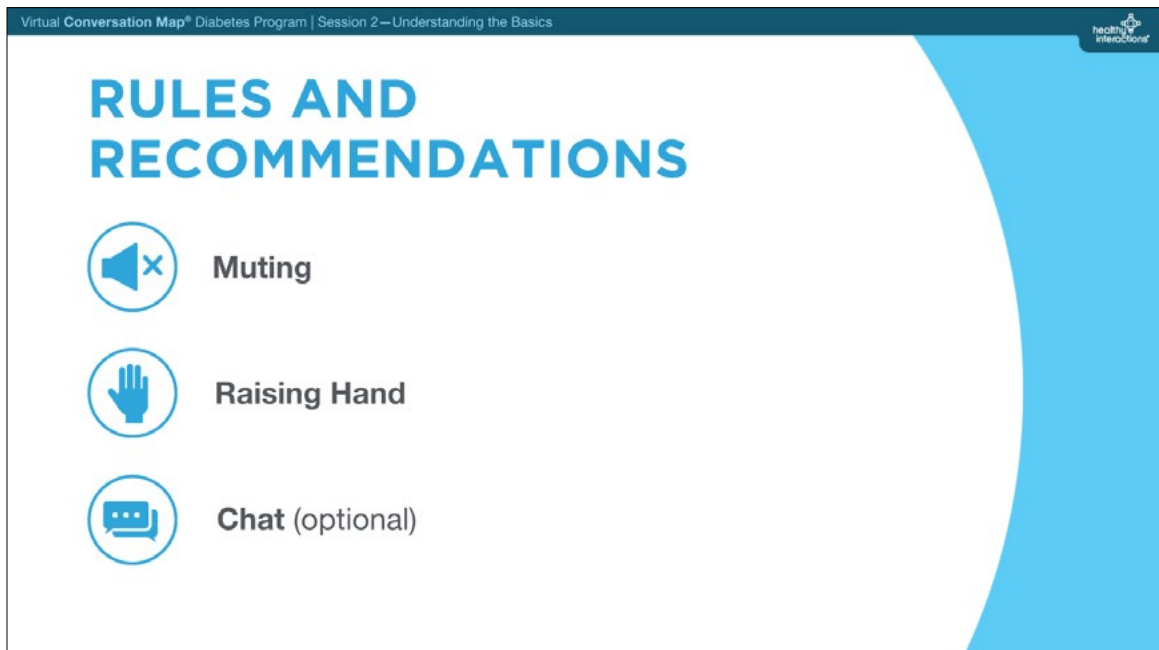 Virtual Conversation Map® Diabetes Program | Session 2—Understanding the Basics
healthy
interactions®
RULES AND
RECOMMENDATIONS
Muting
Raising Hand
Chat (optional)